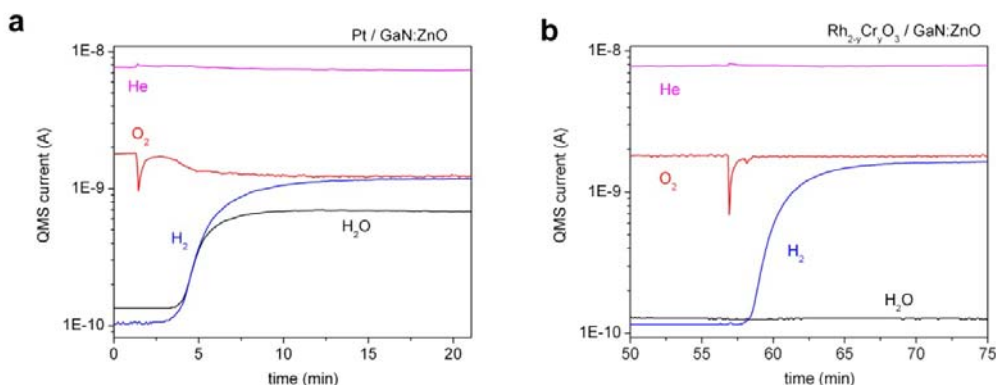 a
Pt / GaN:ZnO
1E-8
He
O₂
1E-9
QMS current (A)
H₂
H₂O
1E-10
0 5 10 15 20
time (min)
b
Rh₂₋yCryO₃ / GaN:ZnO
1E-8
He
O₂
1E-9
QMS current (A)
H₂
H₂O
1E-10
50 55 60 65 70 75
time (min)